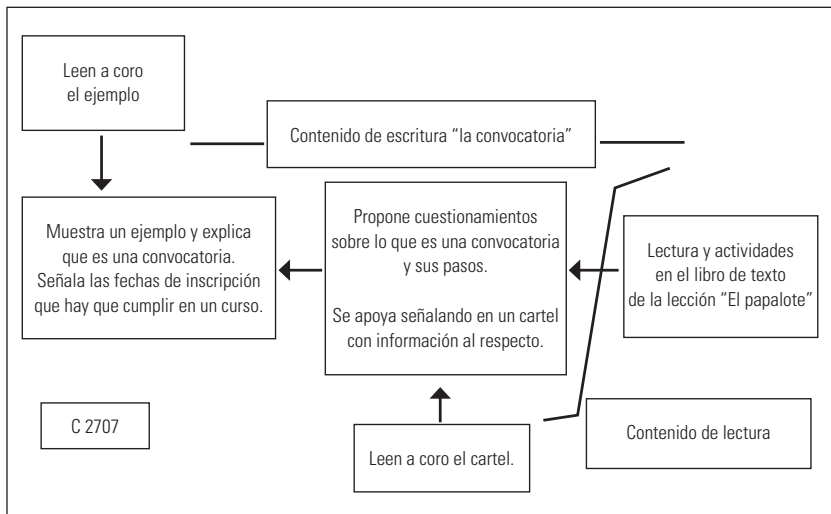 Leen a coro
el ejemplo
Contenido de escritura “la convocatoria”
Muestra un ejemplo y explica
que es una convocatoria.
Señala las fechas de inscripción
que hay que cumplir en un curso.
Propone cuestionamientos
sobre lo que es una convocatoria
y sus pasos.
Se apoya señalando en un cartel
con información al respecto.
Lectura y actividades
en el libro de texto
de la lección “El papalote”
C 2707
Leen a coro el cartel.
Contenido de lectura